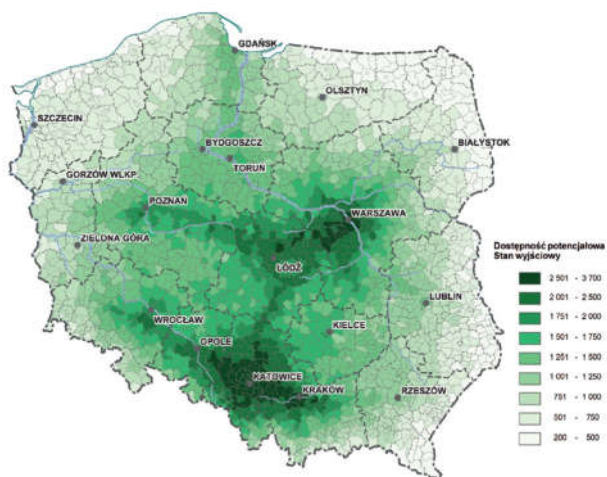 GDAŃSK
OLSZTYN
SZCZECIN
BYDGOSZCZ
BIAŁYSTOK
TORUŃ
GORZÓW WLKP.
POZNAŃ
WARSZAWA
ZIELONA GÓRA
ŁÓDŹ
LUBLIN
WROCŁAW
KIELCE
OPOLE
KATOWICE
KRAKÓW
RZESZÓW
Dostępność potencjałowa
Stan wyjściowy
2 501 - 3 700
2 001 - 2 500
1 751 - 2 000
1 501 - 1 750
1 251 - 1 500
1 001 - 1 250
751 - 1 000
501 - 750
200 - 500